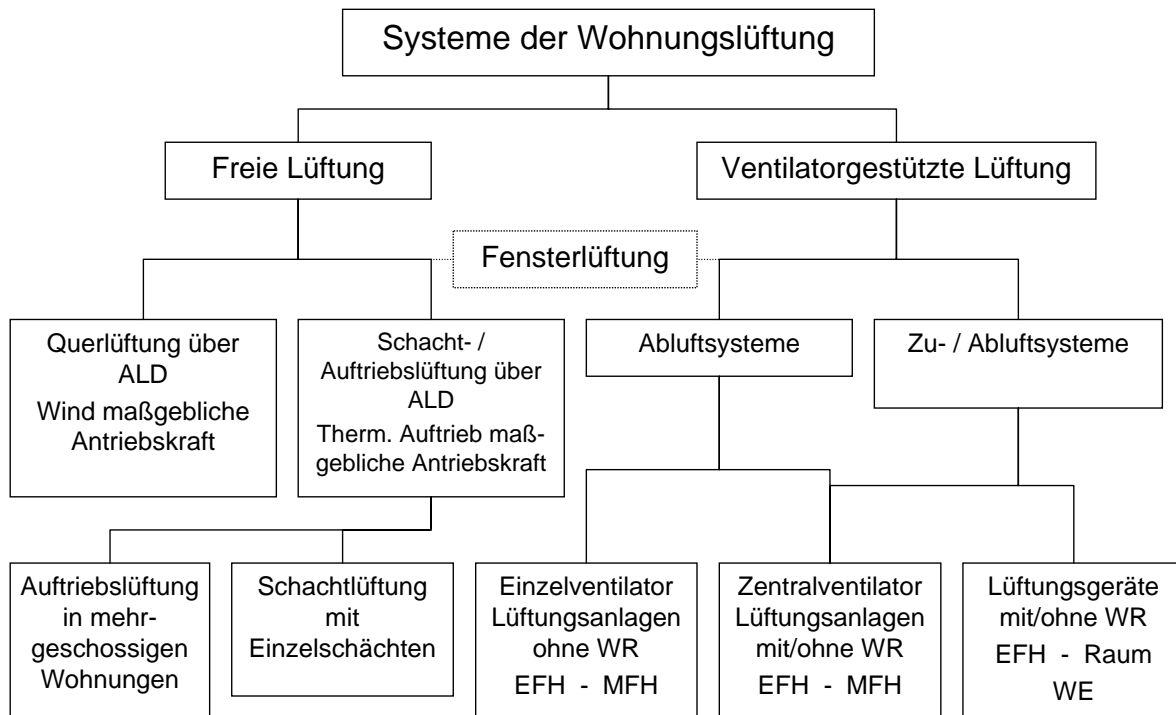 Systeme der Wohnungslüftung
Freie Lüftung
Ventilatorgestützte Lüftung
Fensterlüftung
Querlüftung über
ALD
Wind maßgebliche
Antriebskraft
Schacht- /
Auftriebslüftung über
ALD
Therm. Auftrieb maß-
gebliche Antriebskraft
Abluftsysteme
Zu- / Abluftsysteme
Auftriebslüftung
in mehr-
geschossigen
Wohnungen
Schachtlüftung
mit
Einzelschächten
Einzelventilator
Lüftungsanlagen
ohne WR
EFH - MFH
Zentralventilator
Lüftungsanlagen
mit/ohne WR
EFH - MFH
Lüftungsgeräte
mit/ohne WR
EFH - Raum
WE